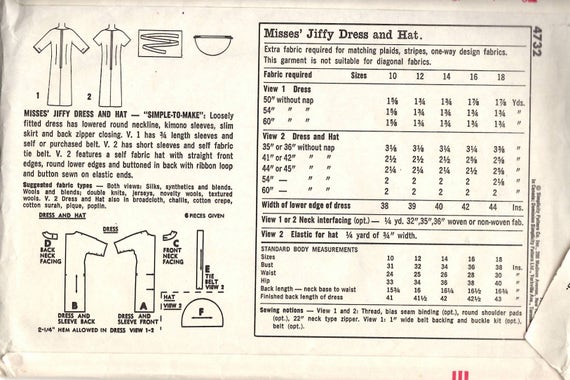 4732
1
2
MISSES' JIFFY DRESS AND HAT — "SIMPLE-TO-MAKE": Loosely
fitted dress has lowered round neckline, kimono sleeves, slim
skirt and back zipper closing. V. 1 has ¾ length sleeves and
self or purchased belt. V. 2 has short sleeves and self fabric
tie belt. V. 2 features a self fabric hat with straight front
edges, round lower edges and buttoned in back with ribbon loop
and button sewn on elastic ends.
Suggested fabric types — Both views: Silks, synthetics and blends.
Wools and blends; double knits, jerseys, novelty wools, textured
wools. V. 2 Dress and Hat also in broadcloth, challis, cotton crepe,
cotton surah, pique, poplin.
DRESS AND HAT
6 PIECES GIVEN
DRESS
D
BACK
NECK
FACING
C
FRONT
NECK
FACING
E
TIE
BELT
VIEW 2
B
DRESS AND
SLEEVE BACK
A
DRESS AND
SLEEVE FRONT
HAT
VIEW 2
F
2-1/4" HEM ALLOWED IN DRESS VIEW 1-2
Misses' Jiffy Dress and Hat.
Extra fabric required for matching plaids, stripes, one-way design fabrics.
This garment is not suitable for diagonal fabrics.
Fabric required Sizes 10 12 14 16 18
View 1 Dress
50" without nap 1⅝ 1¾ 1¾ 1⅞ 1⅞ Yds.
54" " " 1⅝ 1¾ 1¾ 1¾ 1¾ "
60" " " 1⅝ 1¾ 1¾ 1¾ 1¾ "
View 2 Dress and Hat
35" or 36" without nap 3⅛ 3⅛ 3¼ 3¼ 3⅜ "
41" or 42" " " 2½ 2½ 2½ 2⅝ 2⅝ "
44" or 45" " " 2¼ 2¼ 2½ 2½ 2⅝ "
54" — " " 2 2 2 2 2 "
60" — " " 2 2 2 2 2 "
Width of lower edge of dress 38 39 40 42 44 Ins.
View 1 or 2 Neck interfacing (opt.) — ¼ yd. 32",35",36" woven or non-woven fab.
View 2 Elastic for hat ¼ yard of ¾" width.
STANDARD BODY MEASUREMENTS
Sizes 10 12 14 16 18
Bust 31 32 34 36 38 Ins.
Waist 24 25 26 28 30 "
Hip 33 34 36 38 40 "
Back length – neck base to waist 15¾ 16 16¼ 16½ 16¾ "
Finished back length of dress 41 41½ 42 42½ 43 "
Sewing notions — View 1 and 2: Thread, bias seam binding (opt.), round shoulder pads
(opt.), 22" neck type zipper. View 1: 1" wide belt backing and buckle kit (opt.),
belt (opt.).